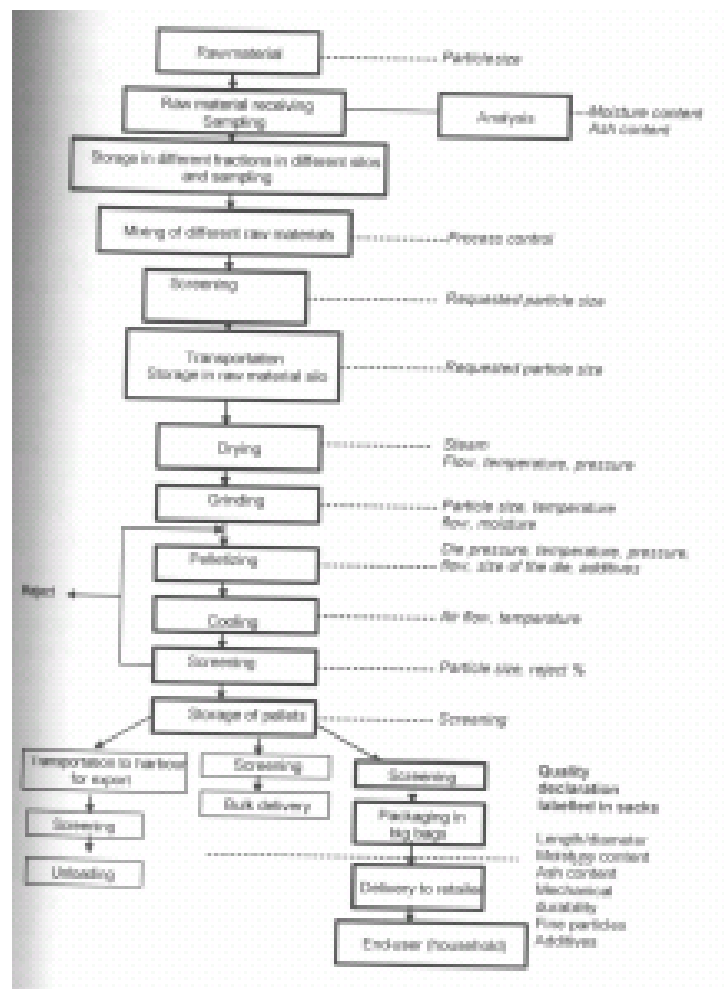 Raw material
Particle size
Raw material receiving
Sampling
Analysis
Moisture content
Ash content
Storage in different fractions in different silos
and sampling
Mixing of different raw materials
Process control
Screening
Requested particle size
Transportation
Storage in raw material silo
Requested particle size
Drying
Steam
Flow, temperature, pressure
Grinding
Particle size, temperature
flow, moisture
Pelletizing
Die pressure, temperature, pressure,
flow, size of the die, additives
Reject
Cooling
Air flow, temperature
Screening
Particle size, reject %
Storage of pellets
Screening
Transportation to harbour
for export
Screening
Unloading
Screening
Bulk delivery
Screening
Packaging in
big bags
Delivery to retailer
End-user (household)
Quality
declaration
labelled in sacks
Length/diameter
Moisture content
Ash content
Mechanical
durability
Fine particles
Additives